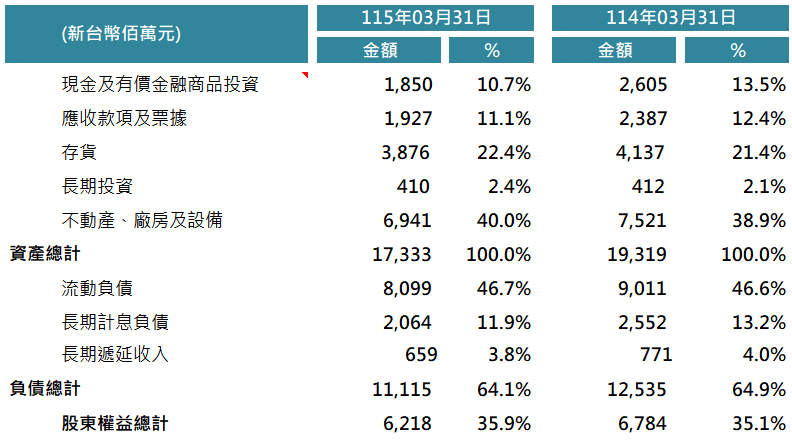 (新台幣佰萬元) 115年03月31日 114年03月31日
金額 % 金額 %
現金及有價金融商品投資 1,850 10.7% 2,605 13.5%
應收款項及票據 1,927 11.1% 2,387 12.4%
存貨 3,876 22.4% 4,137 21.4%
長期投資 410 2.4% 412 2.1%
不動產、廠房及設備 6,941 40.0% 7,521 38.9%
資產總計 17,333 100.0% 19,319 100.0%
流動負債 8,099 46.7% 9,011 46.6%
長期計息負債 2,064 11.9% 2,552 13.2%
長期遞延收入 659 3.8% 771 4.0%
負債總計 11,115 64.1% 12,535 64.9%
股東權益總計 6,218 35.9% 6,784 35.1%